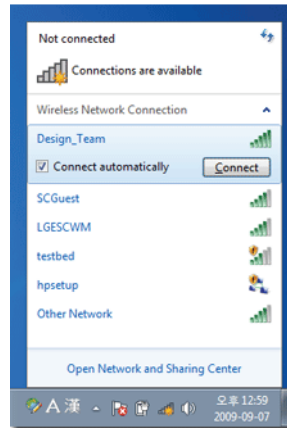 Not connected
Connections are available
Wireless Network Connection
Design_Team
Connect automatically
Connect
SCGuest
LGESCWM
testbed
hpsetup
Other Network
Open Network and Sharing Center
A 漢
오후 12:59
2009-09-07